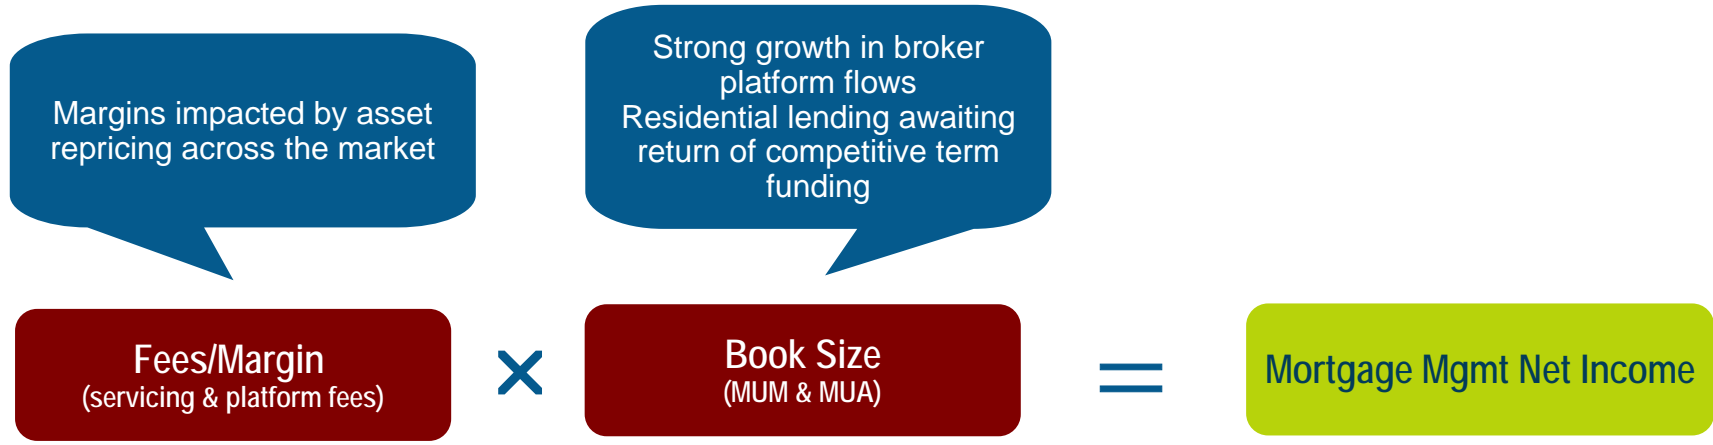 Margins impacted by asset
repricing across the market
Strong growth in broker
platform flows
Residential lending awaiting
return of competitive term
funding
Fees/Margin
(servicing & platform fees)
×
Book Size
(MUM & MUA)
=
Mortgage Mgmt Net Income